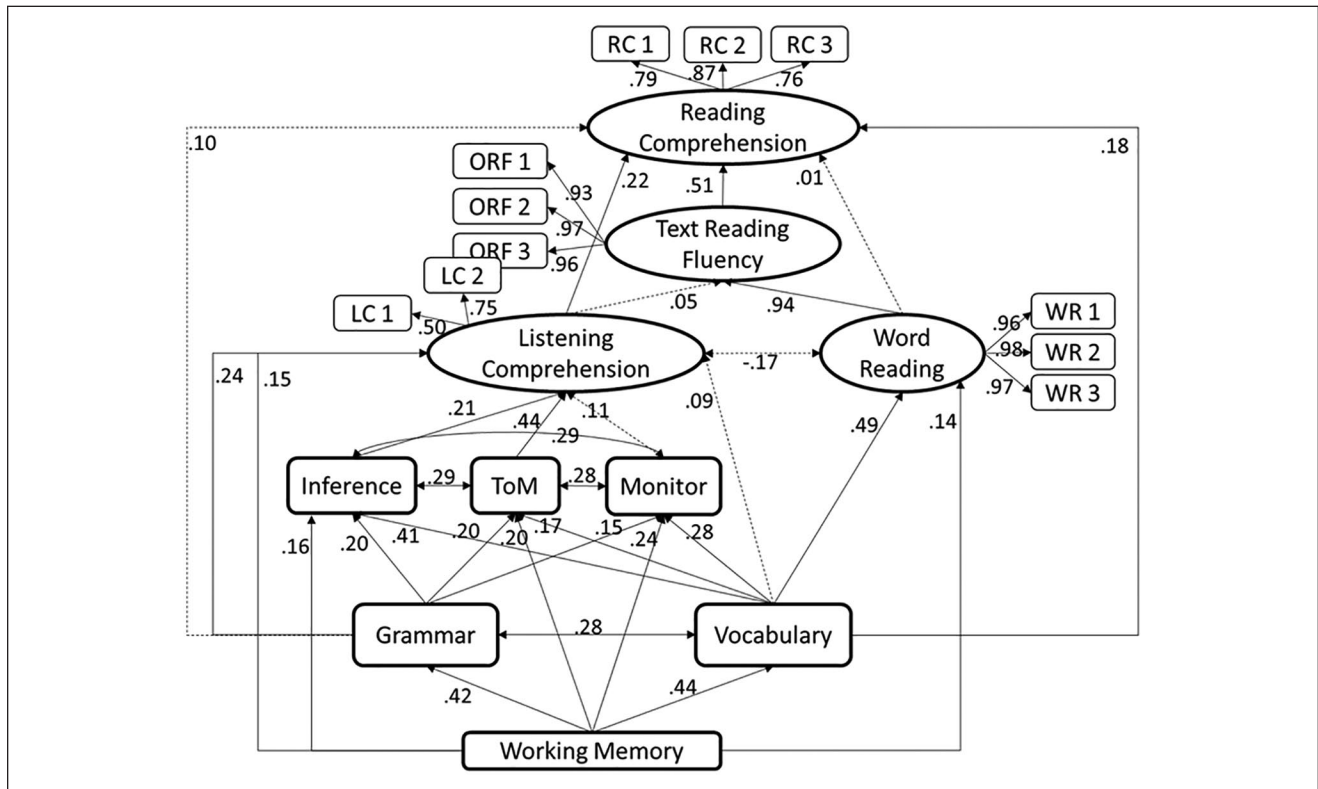 RC 1
RC 2
RC 3
.79
.87
.76
Reading
Comprehension
.10
.18
ORF 1
ORF 2
ORF 3
.93
.97
.96
.22
.51
.01
Text Reading
Fluency
LC 2
LC 1
.75
.50
.05
.94
Listening
Comprehension
-.17
Word
Reading
WR 1
WR 2
WR 3
.96
.98
.97
.24
.15
.21
.44
.29
.11
.09
.49
.14
Inference
.29
ToM
.28
Monitor
.16
.20
.41
.20
.20
.17
.15
.24
.28
Grammar
.28
Vocabulary
.42
.44
Working Memory